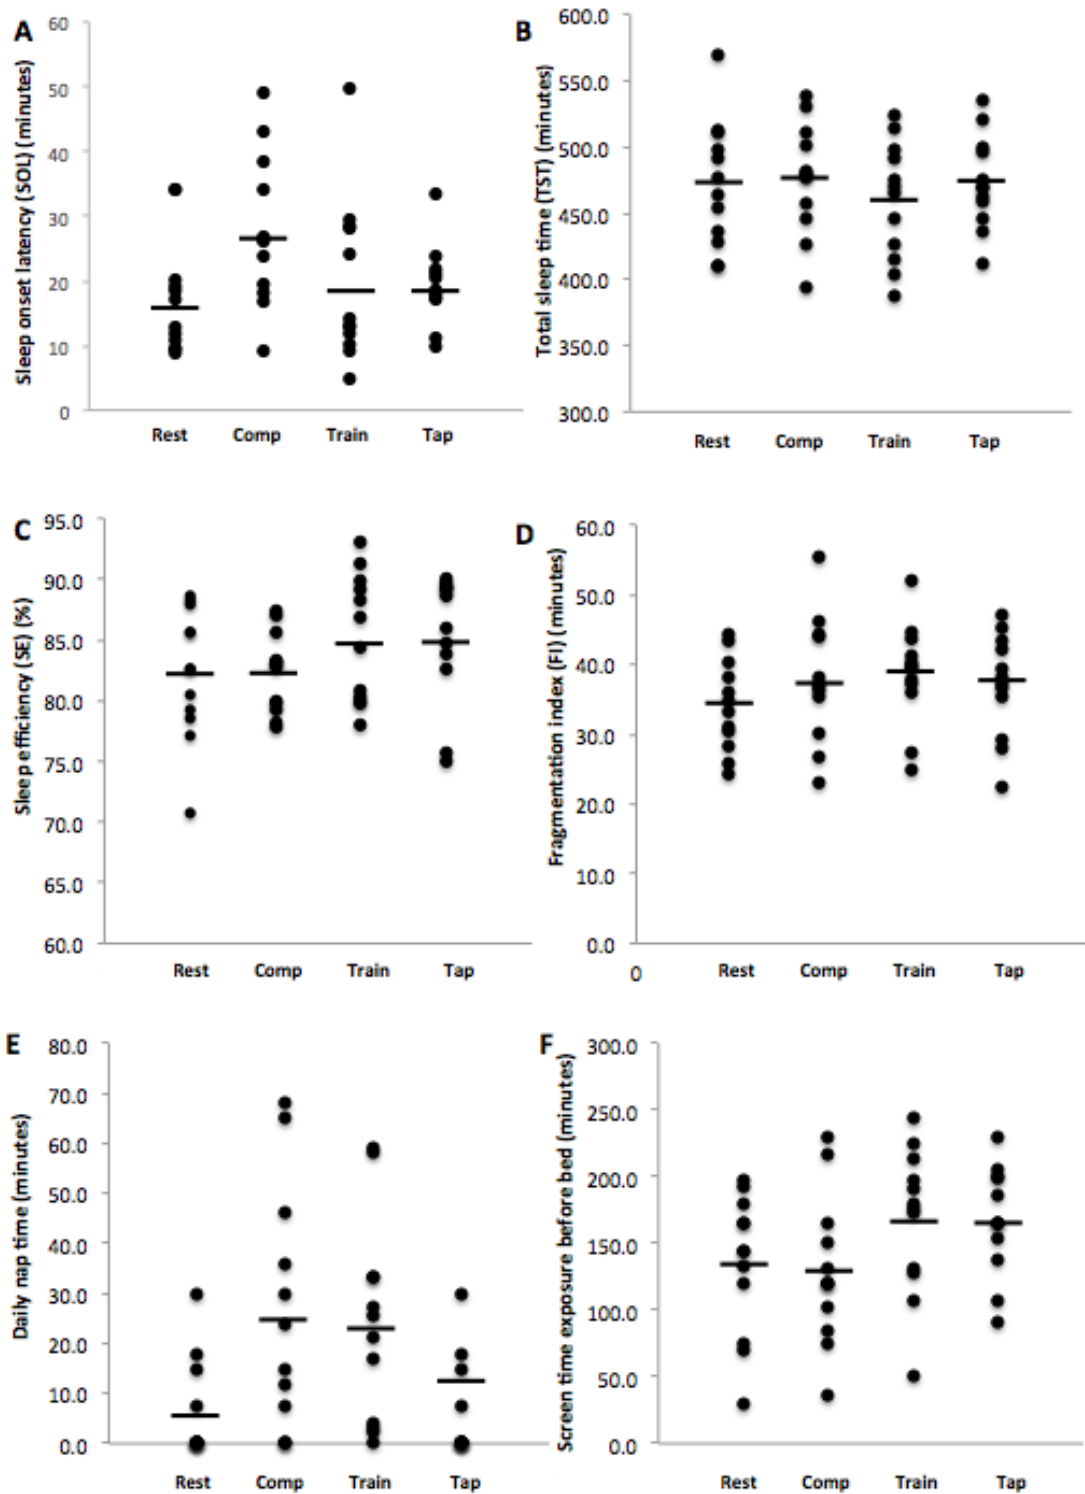 A
Sleep onset latency (SOL) (minutes)
60
50
40
30
20
10
0
Rest Comp Train Tap
B
Total sleep time (TST) (minutes)
600.0
550.0
500.0
450.0
400.0
350.0
300.0
Rest Comp Train Tap
C
Sleep efficiency (SE) (%)
95.0
90.0
85.0
80.0
75.0
70.0
65.0
60.0
Rest Comp Train Tap
D
Fragmentation index (FI) (minutes)
60.0
50.0
40.0
30.0
20.0
10.0
0.0
0 Rest Comp Train Tap
E
Daily nap time (minutes)
80.0
70.0
60.0
50.0
40.0
30.0
20.0
10.0
0.0
Rest Comp Train Tap
F
Screen time exposure before bed (minutes)
300.0
250.0
200.0
150.0
100.0
50.0
0.0
Rest Comp Train Tap